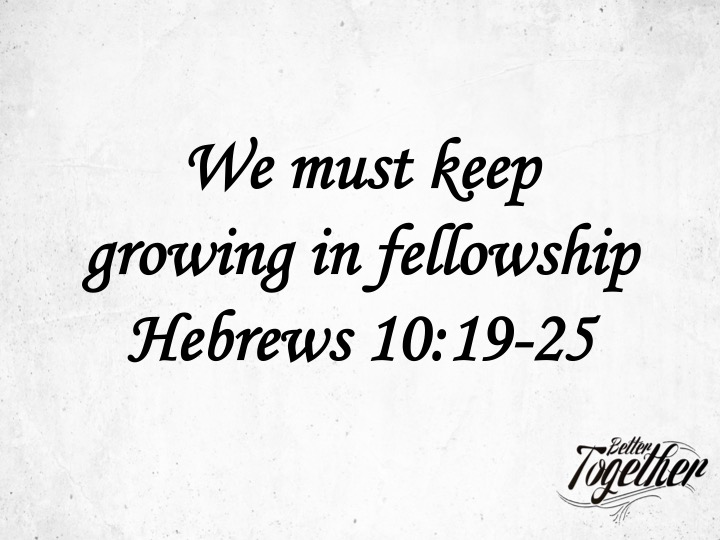 We must keep
growing in fellowship
Hebrews 10:19-25
Better
Together